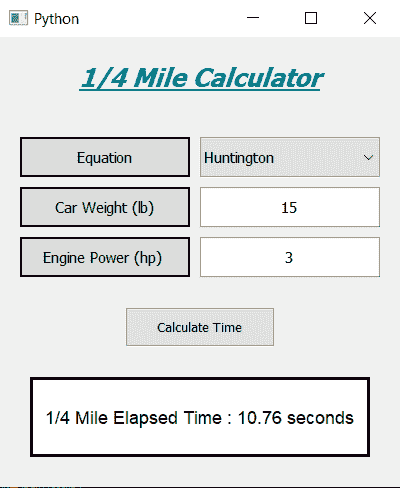 Python
1/4 Mile Calculator
Equation Huntington
Car Weight (lb) 15
Engine Power (hp) 3
Calculate Time
1/4 Mile Elapsed Time : 10.76 seconds